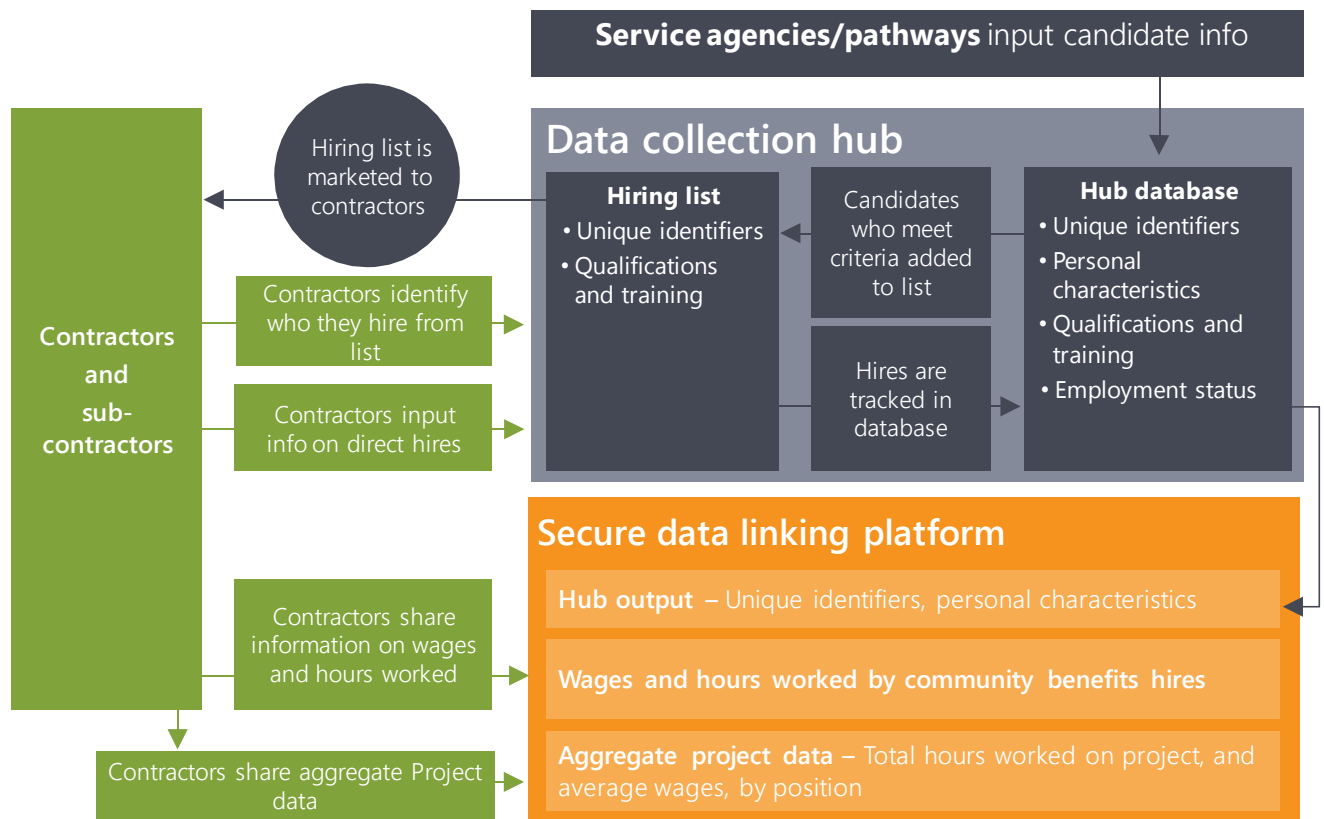 Service agencies/pathways input candidate info
Data collection hub
Hiring list is
marketed to
contractors
Hiring list
• Unique identifiers
• Qualifications
and training
Candidates
who meet
criteria added
to list
Hub database
• Unique identifiers
• Personal
characteristics
• Qualifications and
training
• Employment status
Hires are
tracked in
database
Contractors
and
sub-
contractors
Contractors identify
who they hire from
list
Contractors input
info on direct hires
Secure data linking platform
Hub output – Unique identifiers, personal characteristics
Contractors share
information on wages
and hours worked
Wages and hours worked by community benefits hires
Contractors share aggregate Project
data
Aggregate project data – Total hours worked on project, and
average wages, by position